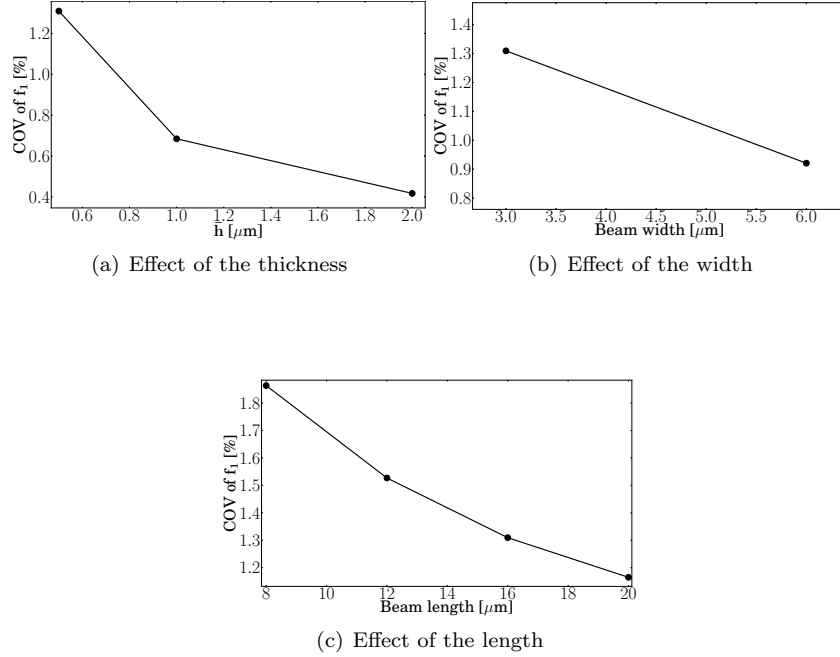 1.2
1.0
0.8
0.6
0.4
COV of f₁ [%]
0.6 0.8 1.0 1.2 1.4 1.6 1.8 2.0
h̄ [μm]
(a) Effect of the thickness
1.4
1.3
1.2
1.1
1.0
0.9
0.8
COV of f₁ [%]
3.0 3.5 4.0 4.5 5.0 5.5 6.0
Beam width [μm]
(b) Effect of the width
1.8
1.7
1.6
1.5
1.4
1.3
1.2
COV of f₁ [%]
8 10 12 14 16 18 20
Beam length [μm]
(c) Effect of the length